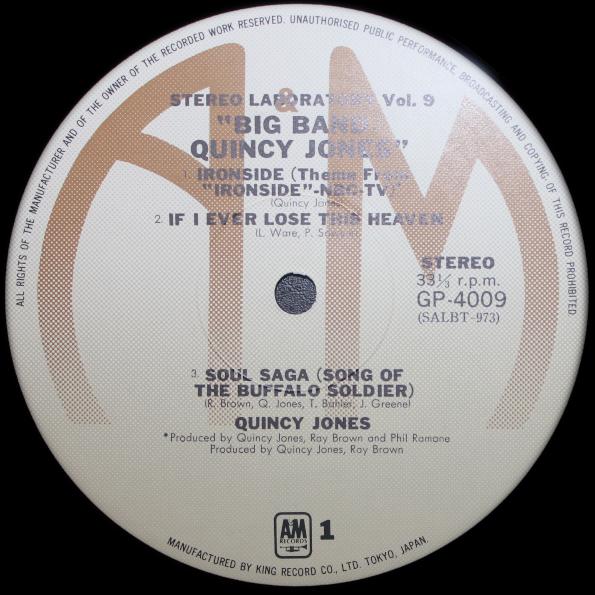 ALL RIGHTS OF THE MANUFACTURER AND OF THE OWNER OF THE RECORDED WORK RESERVED. UNAUTHORISED PUBLIC PERFORMANCE, BROADCASTING AND COPYING OF THIS RECORD PROHIBITED
A&M
STEREO LABORATORY Vol. 9
"BIG BAND.
QUINCY JONES"
1. IRONSIDE (Theme From
"IRONSIDE"-NBC-TV)*
(Quincy Jones)
2. IF I EVER LOSE THIS HEAVEN
(L. Ware, P. Sawyer)
STEREO
33⅓ r.p.m.
GP-4009
(SALBT-973)
3. SOUL SAGA (SONG OF
THE BUFFALO SOLDIER)
(R. Brown, Q. Jones, T. Bahler, J. Greene)
QUINCY JONES
*Produced by Quincy Jones, Ray Brown and Phil Ramane
Produced by Quincy Jones, Ray Brown
AM
RECORDS
1
MANUFACTURED BY KING RECORD CO., LTD. TOKYO, JAPAN.